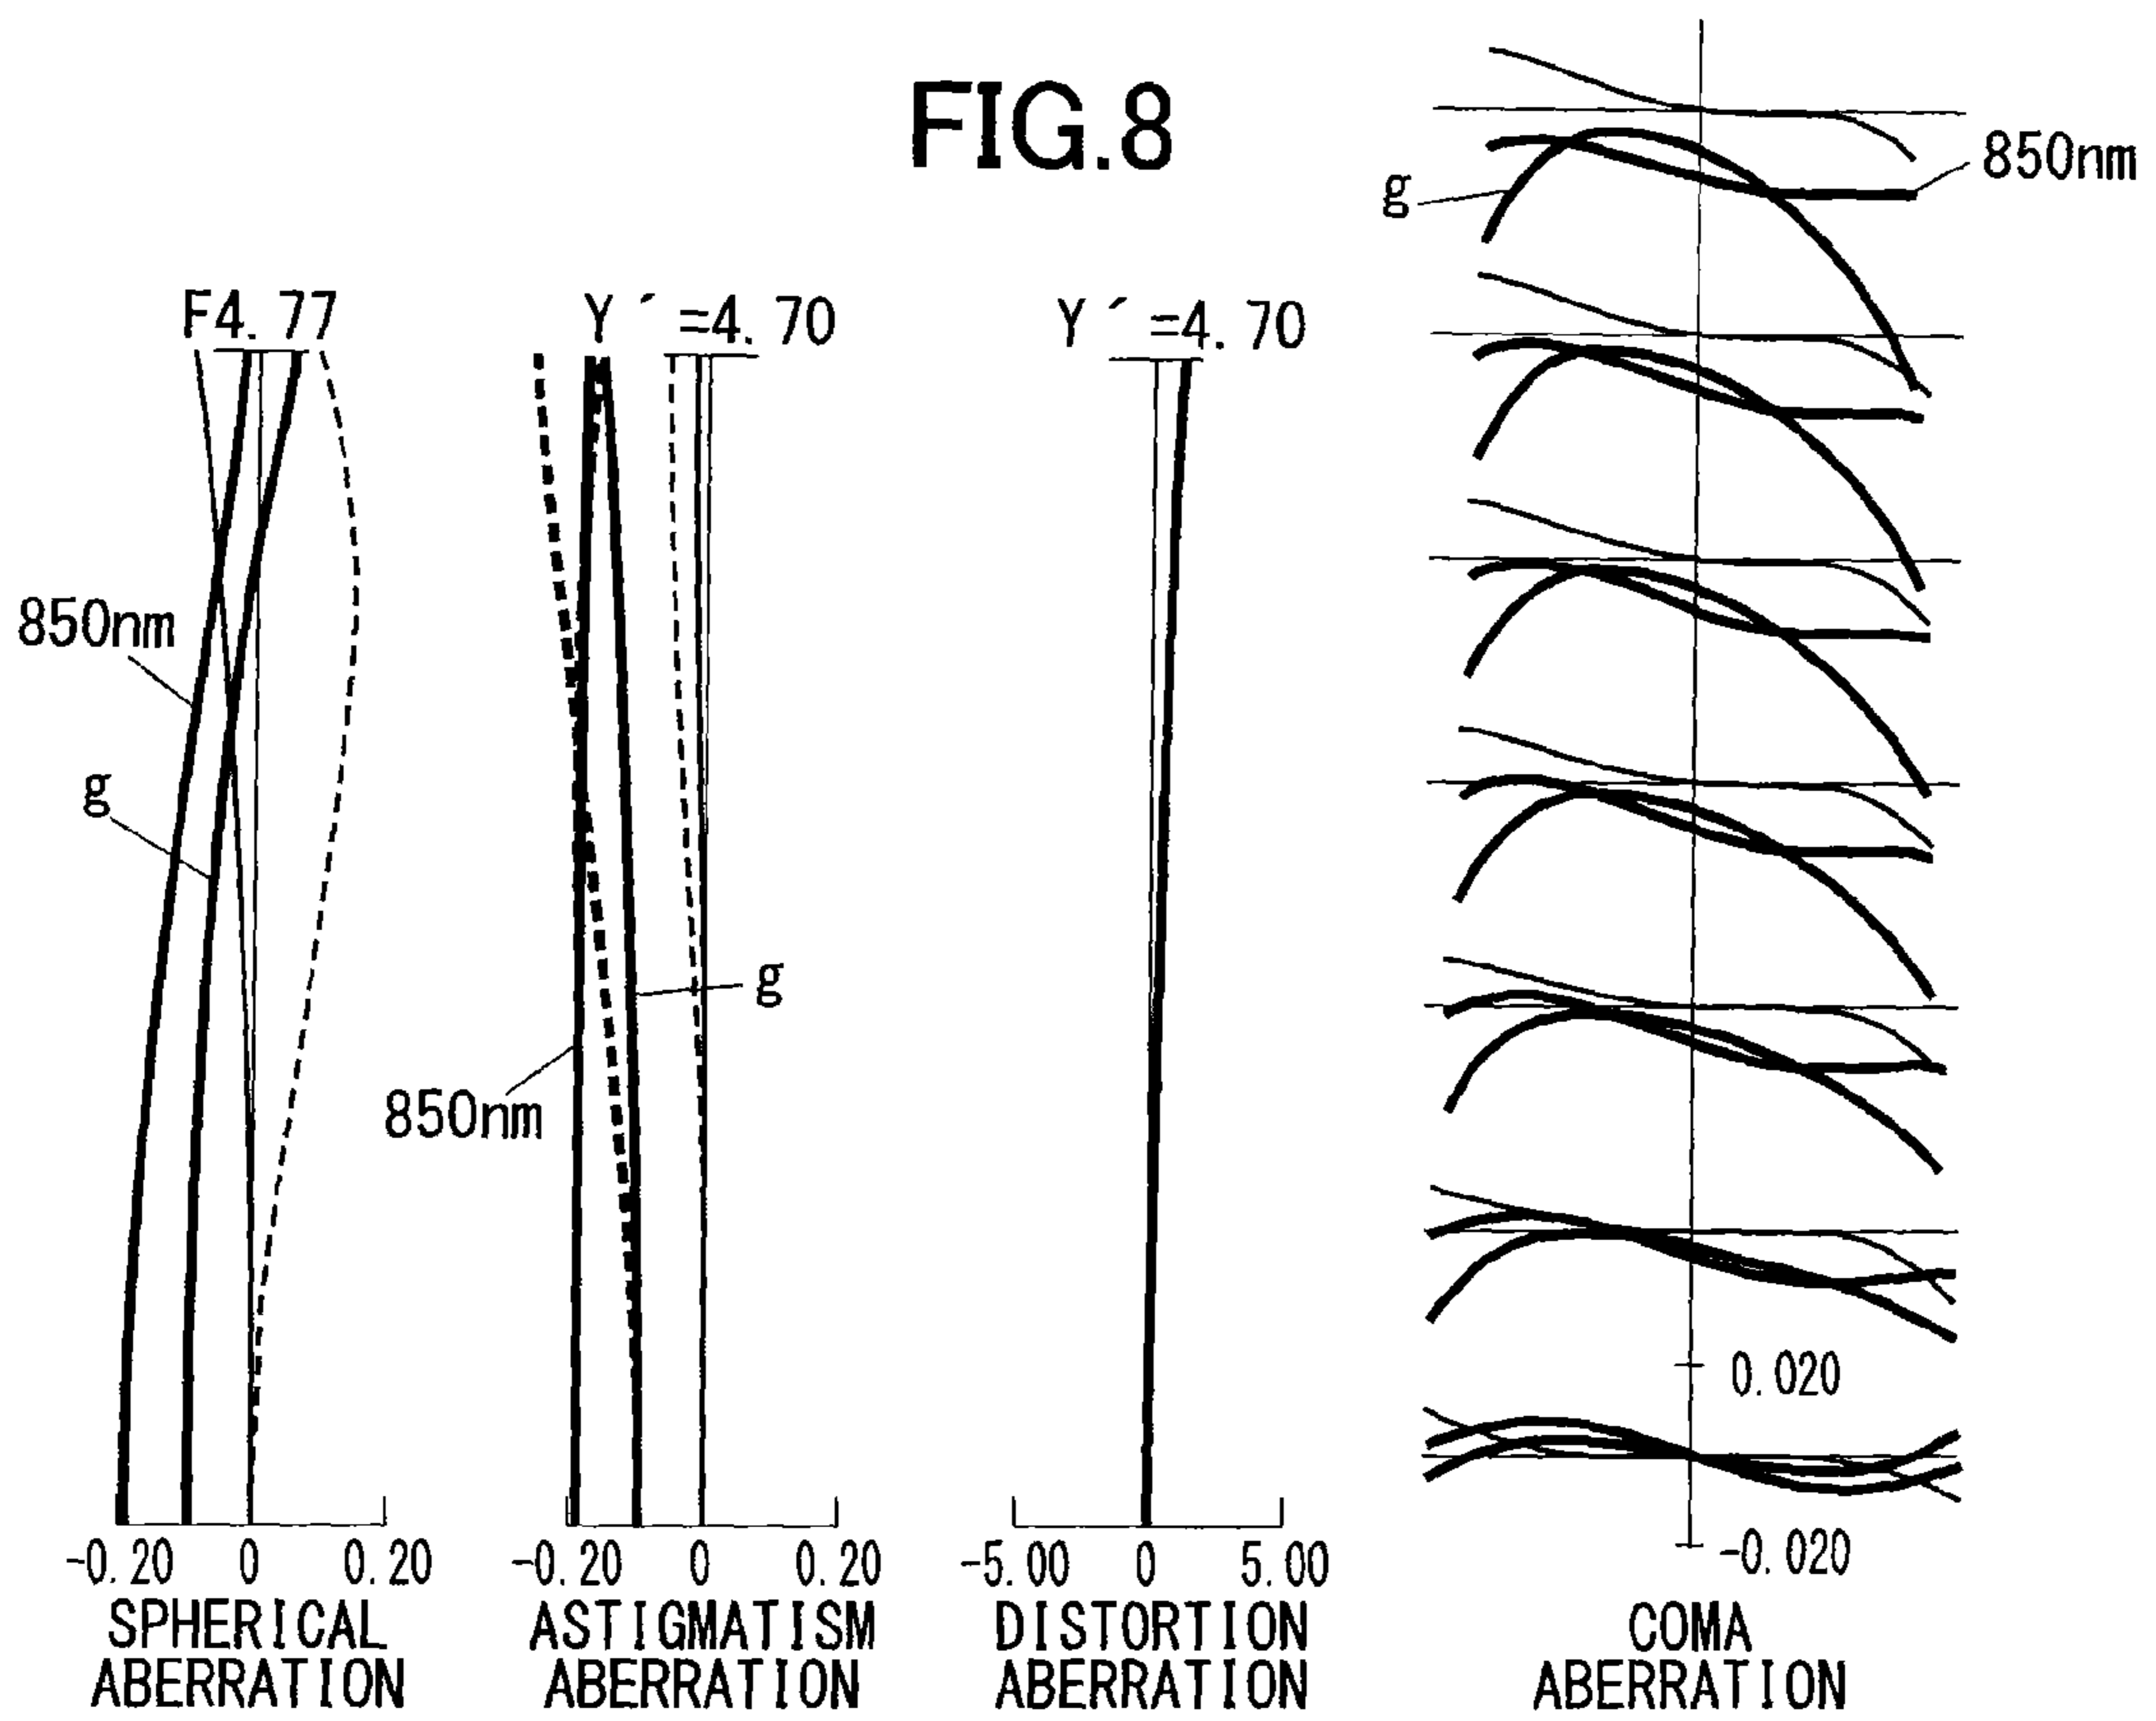 FIG.8
F4.77
850nm
g
-0.20 0 0.20
SPHERICAL
ABERRATION
Y´=4.70
g
850nm
-0.20 0 0.20
ASTIGMATISM
ABERRATION
Y´=4.70
-5.00 0 5.00
DISTORTION
ABERRATION
850nm
g
0.020
-0.020
COMA
ABERRATION